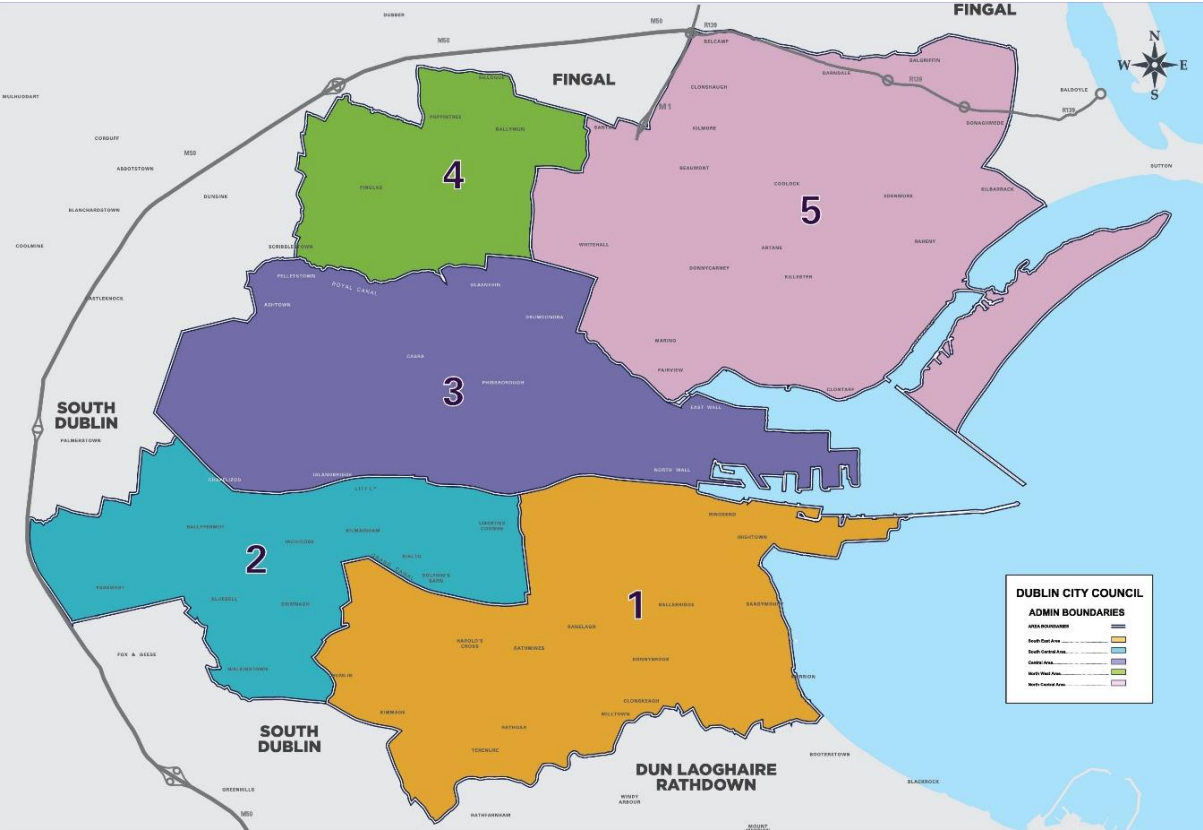 FINGAL
DUBBER
M50
R139
M50
BELCAMP
BALGRIFFIN
N
W E
S
FINGAL
DARNDALE
R139
CLONSHAUGH
BALDOYLE
MULHUDDART
M1
R139
POPPINTREE
DONAGHMEDE
BALLYMUN
KILMORE
CORDUFF
M50
ABBOTSTOWN
BEAUMONT
SUTTON
4
COOLOCK
FINGLAS
KILBARRACK
EDENMORE
DUNSINK
BLANCHARDSTOWN
5
COOLMINE
WHITEHALL
RAHENY
SCRIBBLESTOWN
ARTANE
DONNYCARNEY
PELLETSTOWN
KILLESTER
ROYAL CANAL
GLASNEVIN
ASHTOWN
DRUMCONDRA
MARINO
CABRA
FAIRVIEW
PHIBSBOROUGH
3
CLONTARF
SOUTH
DUBLIN
EAST WALL
PALMERSTOWN
NORTH WALL
ISLANDBRIDGE
CHAPELIZOD
RINGSEND
BALLYFERMOT
KILMAINHAM
INCHICORE
2
RIALTO
GRAND CANAL
DOLPHIN'S
BARN
BLUEBELL
DRIMNAGH
1
BALLSBRIDGE
SANDYMOUNT
DUBLIN CITY COUNCIL
ADMIN BOUNDARIES
AREA BOUNDARIES
South East Area
South Central Area
Central Area
North West Area
North Central Area
RANELAGH
HAROLD'S
CROSS
RATHMINES
FOX & GEESE
DONNYBROOK
WALKINSTOWN
MERRION
CLONSKEAGH
KIMMAGE
MILLTOWN
RATHGAR
SOUTH
DUBLIN
TERENURE
BOOTERSTOWN
DUN LAOGHAIRE
RATHDOWN
BLACKROCK
GREENHILLS
WINDY
ARBOUR
M50
RATHFARNHAM
MOUNT